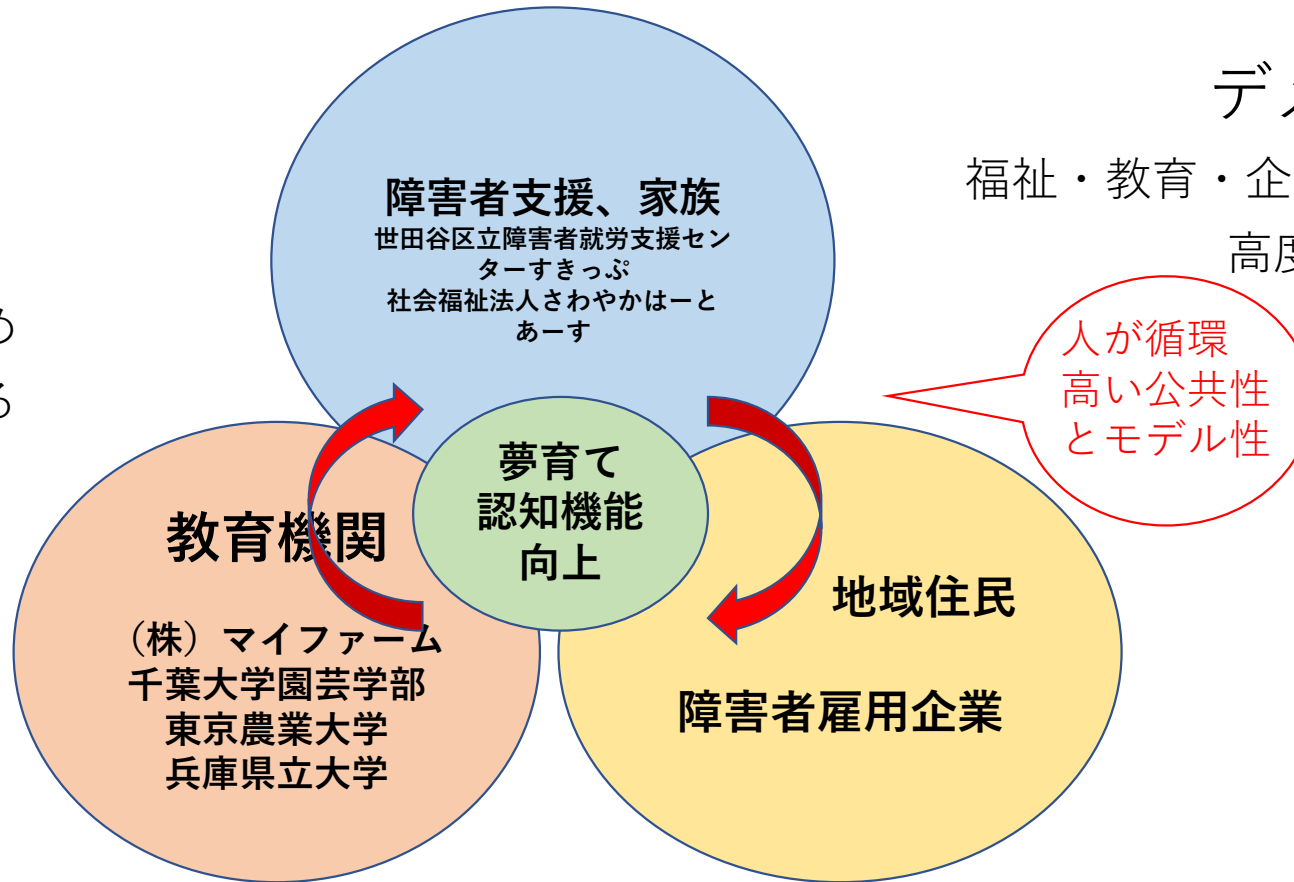 デメ
福祉・教育・企
高度
障害者支援、家族
世田谷区立障害者就労支援セン
ターすきっぷ
社会福祉法人さわやかはーと
あーす
め
る
人が循環
高い公共性
とモデル性
夢育て
認知機能
向上
教育機関
（株）マイファーム
千葉大学園芸学部
東京農業大学
兵庫県立大学
地域住民
障害者雇用企業